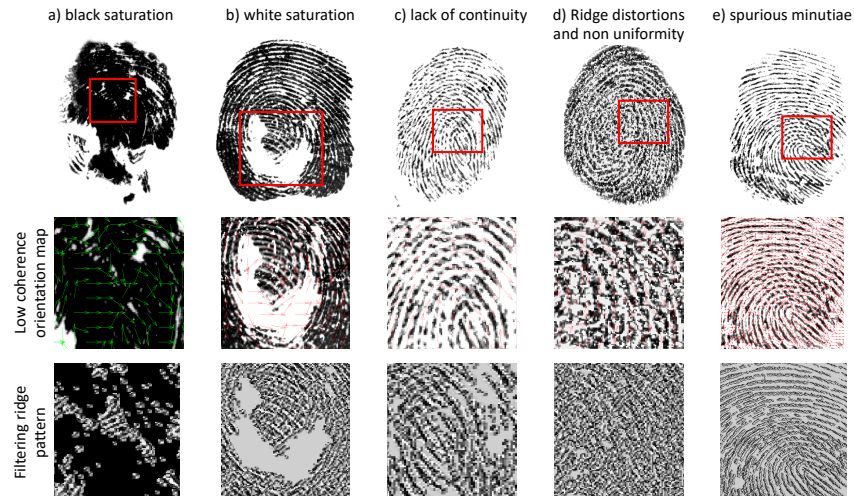 a) black saturation
b) white saturation
c) lack of continuity
d) Ridge distortions
and non uniformity
e) spurious minutiae
Low coherence
orientation map
Filtering ridge
pattern